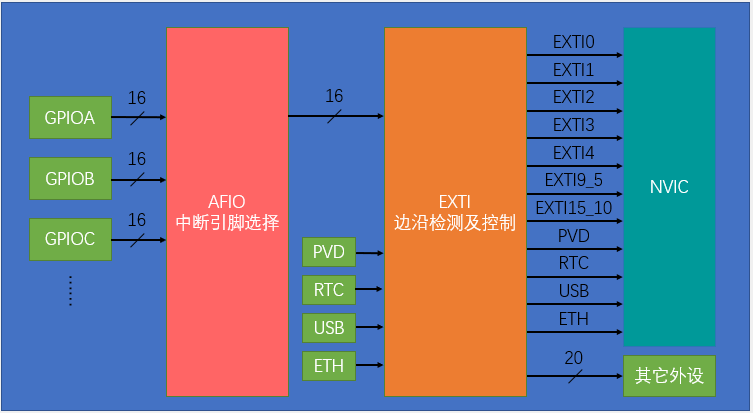 16
GPIOA
16
GPIOB
16
GPIOC
AFIO
中断引脚选择
16
PVD
RTC
USB
ETH
EXTI
边沿检测及控制
EXTI0
EXTI1
EXTI2
EXTI3
EXTI4
EXTI9_5
EXTI15_10
PVD
RTC
USB
ETH
20
NVIC
其它外设